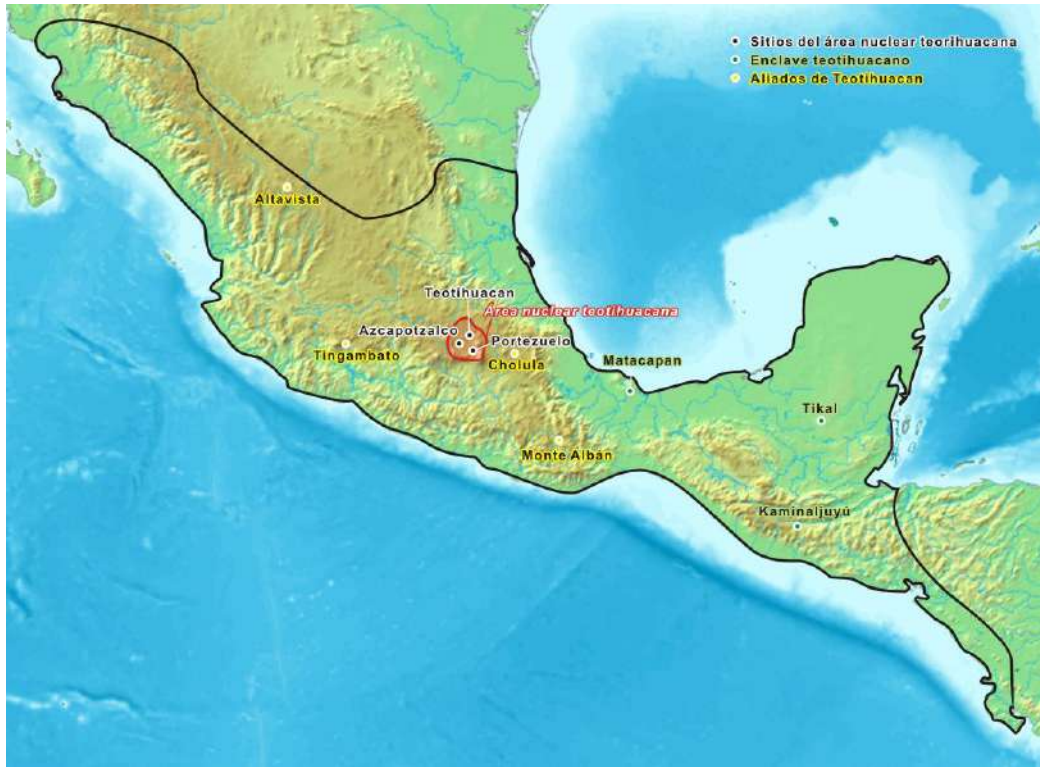 Sitios del área nuclear teorihuacana
Enclave teotihuacano
Aliados de Teotihuacan
Altavista
Teotihuacan
Área nuclear teotihuacana
Azcapotzalco
Portezuelo
Tingambato
Cholula
Matacapan
Tikal
Monte Albán
Kaminaljuyú